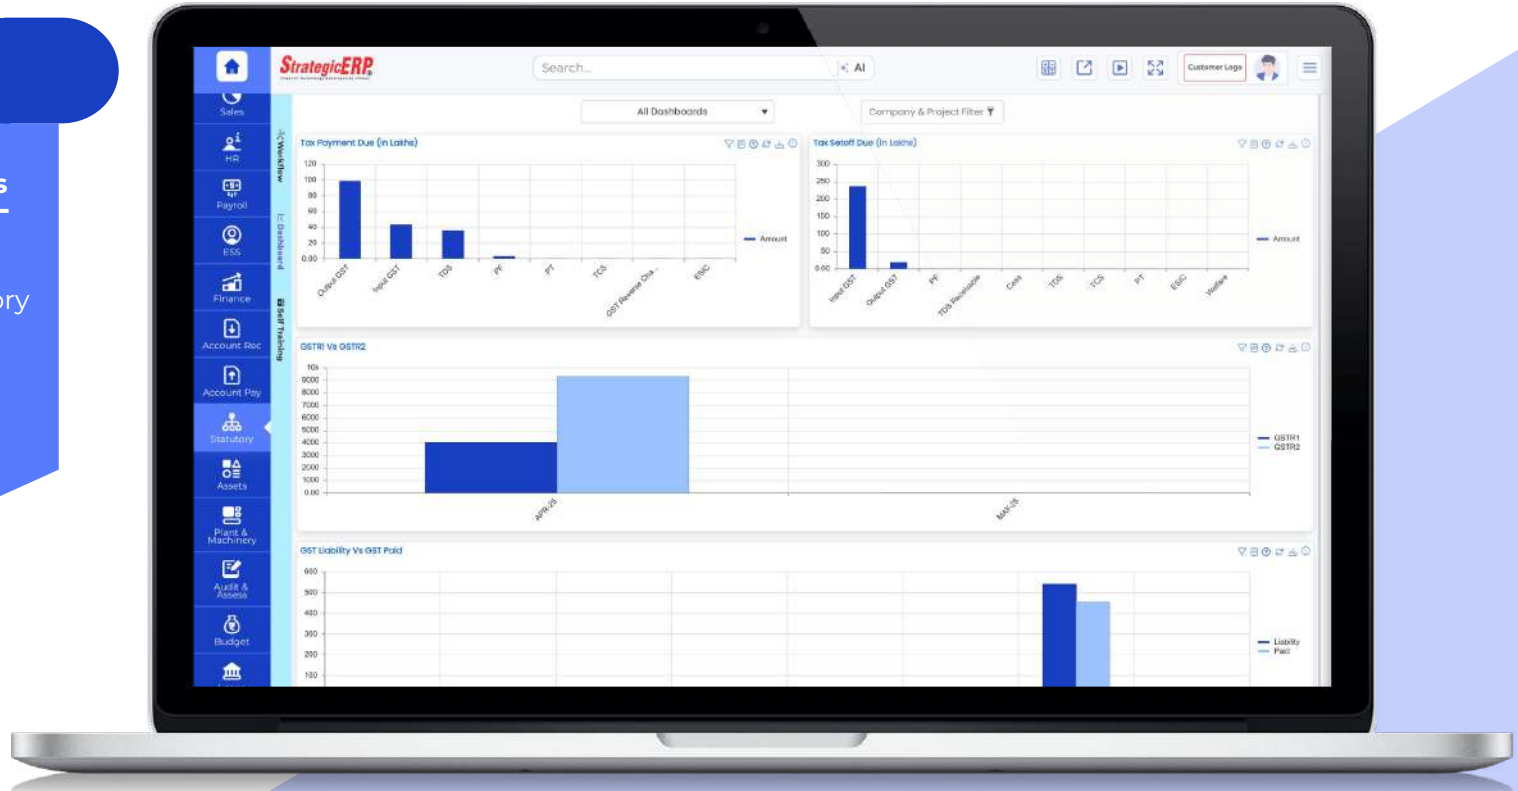 s
ory
StrategicERP
Search...
AI
Customer Logo
Sales
HR
Payroll
ESS
Finance
Account Rec
Account Pay
Statutory
Assets
Plant &
Machinery
Audit &
Assess
Budget
Workflow
Dashboard
Self Training
All Dashboards
Company & Project Filter
Tax Payment Due (in Lakhs)
120
100
80
60
40
20
0.00
Output GST
Input GST
TDS
PF
PT
TCS
GST Reverse Cha...
ESIC
Amount
Tax Setoff Due (in Lakhs)
300
250
200
150
100
50
0.00
Input GST
Output GST
PF
TDS Receivable
Cess
TDS
TCS
PT
ESIC
Welfare
Amount
GSTR1 Vs GSTR2
10k
9000
8000
7000
6000
5000
4000
3000
2000
1000
0.00
APR-25
MAY-25
GSTR1
GSTR2
GST Liability Vs GST Paid
600
500
400
300
200
100
Liability
Paid